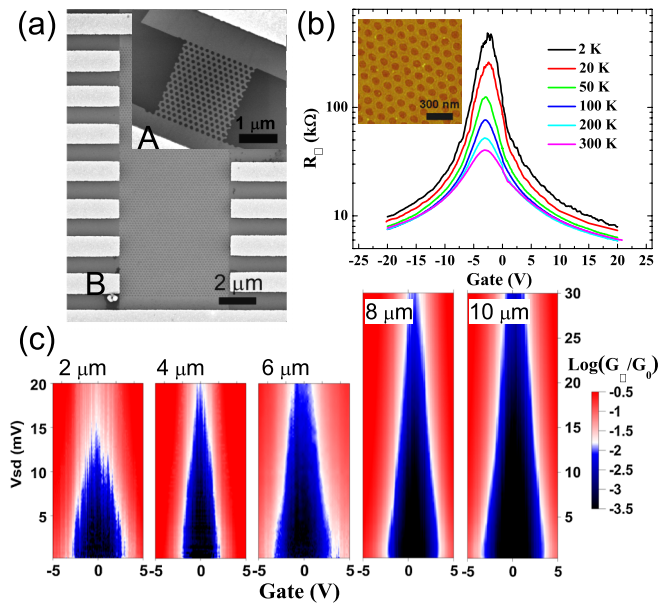 (a)
A
1 μm
B
2 μm
(b)
R□ (kΩ)
100
10
300 nm
2 K
20 K
50 K
100 K
200 K
300 K
-25 -20 -15 -10 -5 0 5 10 15 20 25
Gate (V)
(c)
2 μm
4 μm
6 μm
8 μm
10 μm
Vsd (mV)
20
15
10
5
30
25
20
15
10
5
-5 0 5
-5 0 5
-5 0 5
-5 0 5
-5 0 5
Gate (V)
Log(G□/G₀)
-0.5
-1
-1.5
-2
-2.5
-3
-3.5